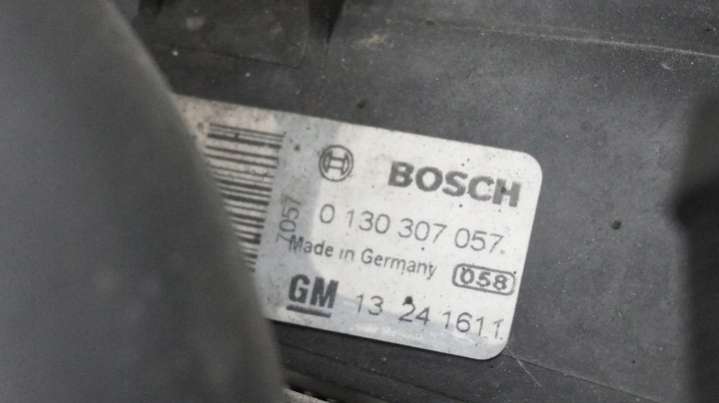 BOSCH
0 130 307 057
7057
Made in Germany 058
GM 13 24 1611